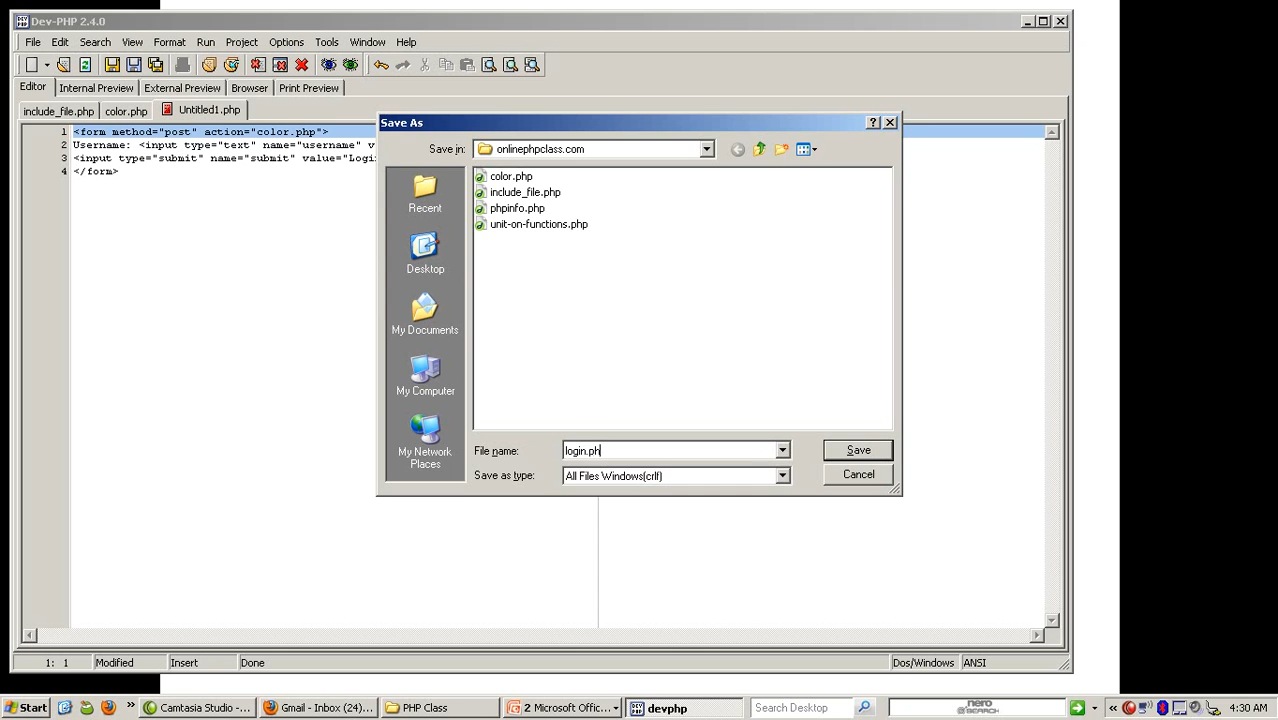 Dev-PHP 2.4.0
File Edit Search View Format Run Project Options Tools Window Help
Editor Internal Preview External Preview Browser Print Preview
include_file.php color.php Untitled1.php
1 <form method="post" action="color.php">
2 Username: <input type="text" name="username" v
3 <input type="submit" name="submit" value="Logi
4 </form>
Save As
Save in: onlinephpclass.com
Recent
Desktop
My Documents
My Computer
My Network Places
color.php
include_file.php
phpinfo.php
unit-on-functions.php
File name: login.ph
Save
Save as type: All Files Windows(crlf)
Cancel
1: 1 Modified Insert Done Dos/Windows ANSI
Start Camtasia Studio - ... Gmail - Inbox (24)... PHP Class 2 Microsoft Offic... devphp Search Desktop nero SEARCH 4:30 AM